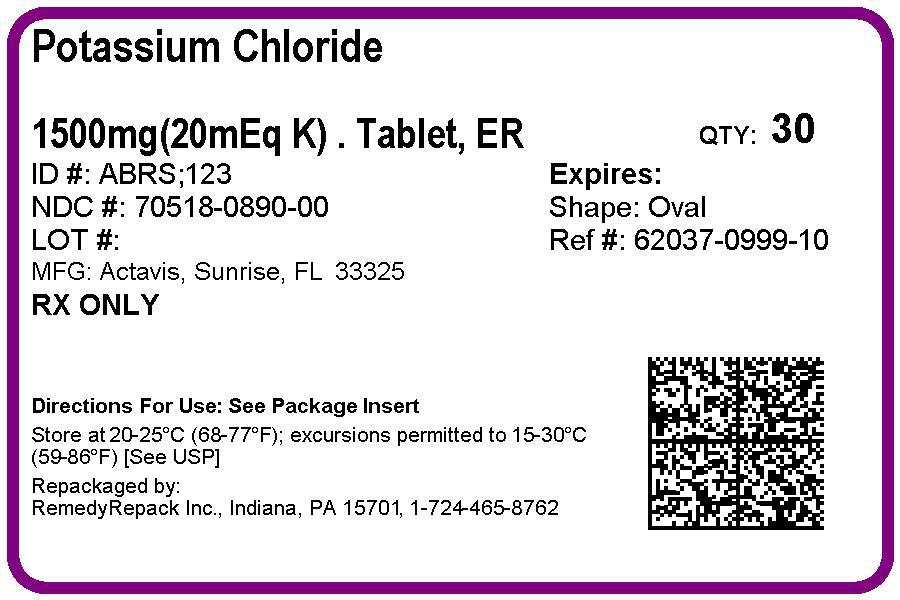 Potassium Chloride
1500mg(20mEq K) . Tablet, ER
QTY: 30
ID #: ABRS;123
NDC #: 70518-0890-00
LOT #:
MFG: Actavis, Sunrise, FL 33325
RX ONLY
Expires:
Shape: Oval
Ref #: 62037-0999-10
Directions For Use: See Package Insert
Store at 20-25°C (68-77°F); excursions permitted to 15-30°C
(59-86°F) [See USP]
Repackaged by:
RemedyRepack Inc., Indiana, PA 15701, 1-724-465-8762